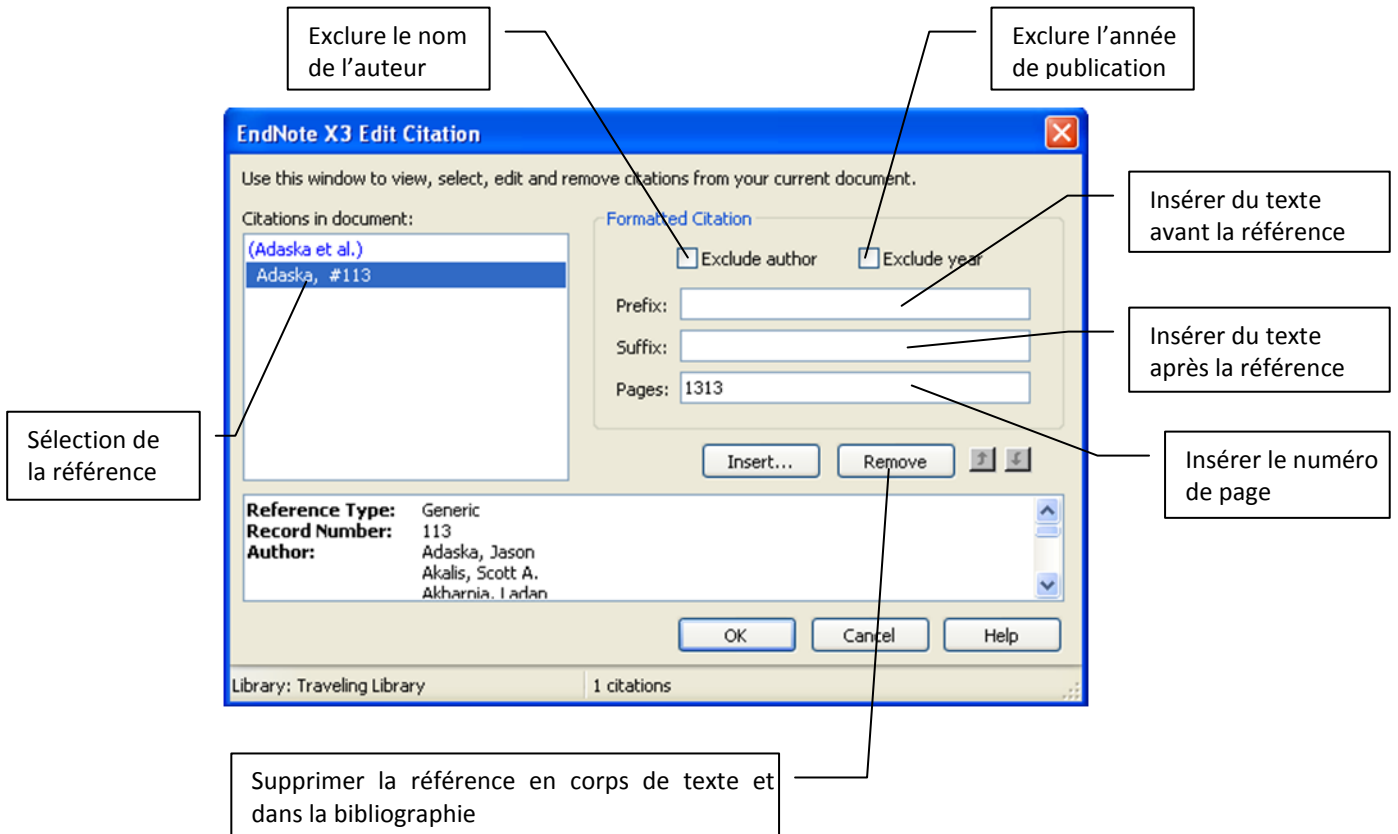 Exclure le nom
de l’auteur
Exclure l’année
de publication
EndNote X3 Edit Citation
Use this window to view, select, edit and remove citations from your current document.
Citations in document:
(Adaska et al.)
Adaska, #113
Formatted Citation
Exclude author
Exclude year
Prefix:
Suffix:
Pages: 1313
Insérer du texte
avant la référence
Insérer du texte
après la référence
Sélection de
la référence
Insérer le numéro
de page
Insert...
Remove
Reference Type: Generic
Record Number: 113
Author: Adaska, Jason
Akalis, Scott A.
Akharnia, Ladan
OK
Cancel
Help
Library: Traveling Library
1 citations
Supprimer la référence en corps de texte et
dans la bibliographie